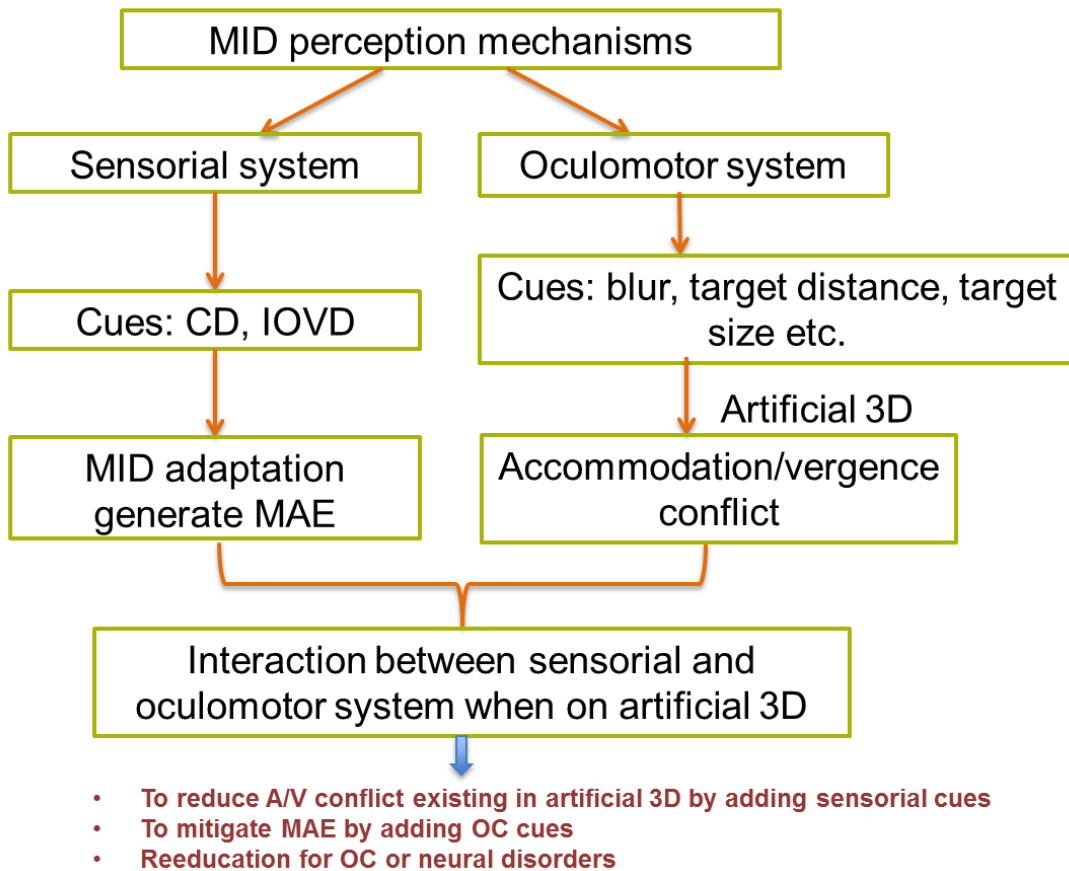 MID perception mechanisms
Sensorial system
Oculomotor system
Cues: CD, IOVD
Cues: blur, target distance, target
size etc.
Artificial 3D
MID adaptation
generate MAE
Accommodation/vergence
conflict
Interaction between sensorial and
oculomotor system when on artificial 3D
• To reduce A/V conflict existing in artificial 3D by adding sensorial cues
• To mitigate MAE by adding OC cues
• Reeducation for OC or neural disorders